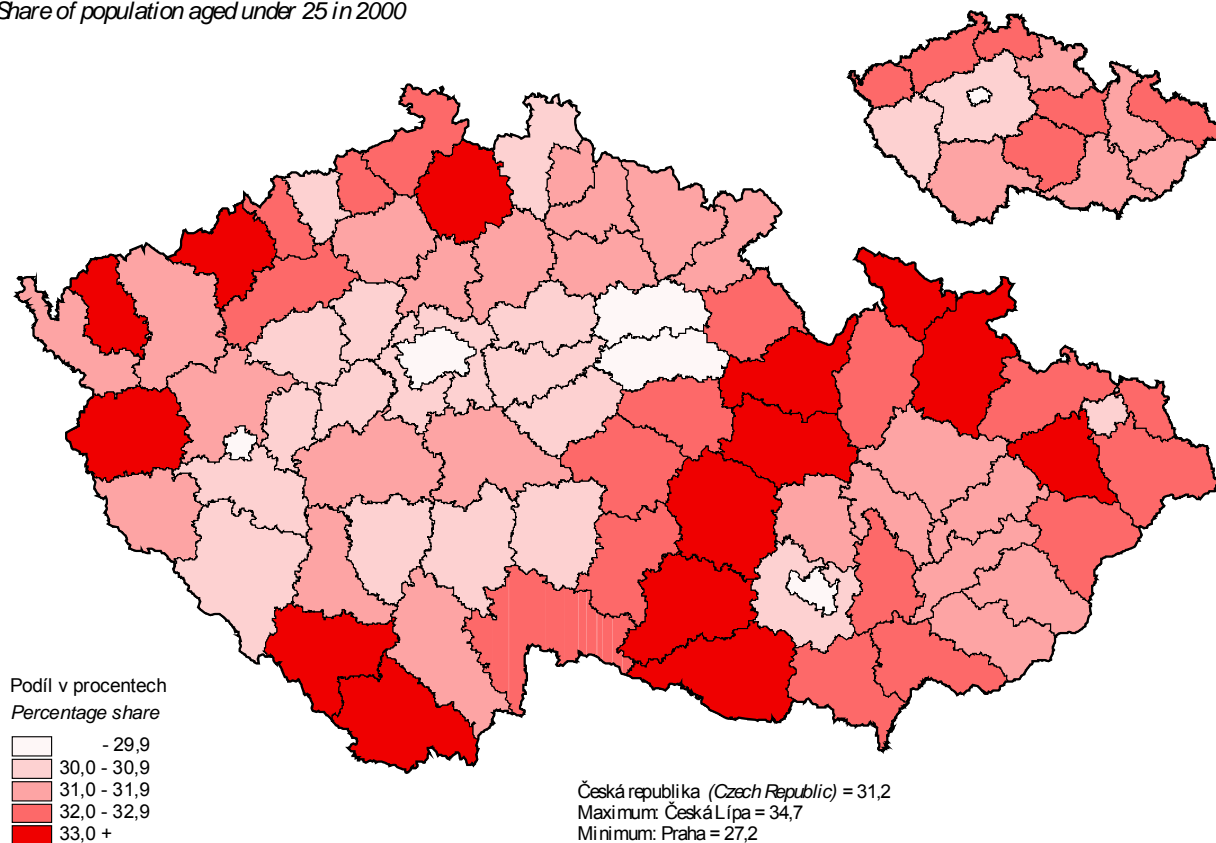 Share of population aged under 25 in 2000
Podíl v procentech
Percentage share
- 29,9
30,0 - 30,9
31,0 - 31,9
32,0 - 32,9
33,0 +
Česká republika (Czech Republic) = 31,2
Maximum: Česká Lípa = 34,7
Minimum: Praha = 27,2